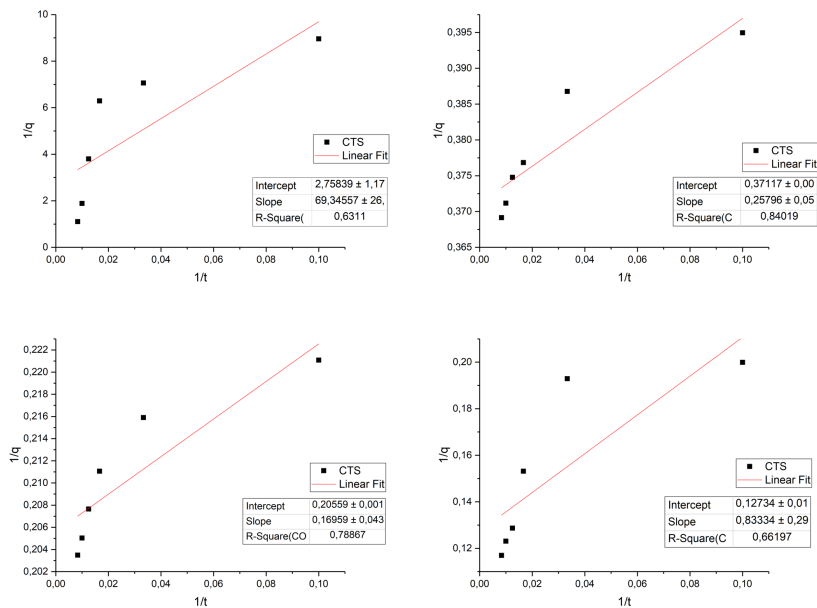 10
8
6
4
2
0
1/q
0,00 0,02 0,04 0,06 0,08 0,10
1/t
CTS
Linear Fit
Intercept 2,75839 ± 1,17
Slope 69,34557 ± 26,
R-Square( 0,6311
0,395
0,390
0,385
0,380
0,375
0,370
0,365
1/q
0,00 0,02 0,04 0,06 0,08 0,10
1/t
CTS
Linear Fit
Intercept 0,37117 ± 0,00
Slope 0,25796 ± 0,05
R-Square(C 0,84019
0,222
0,220
0,218
0,216
0,214
0,212
0,210
0,208
0,206
0,204
0,202
1/q
0,00 0,02 0,04 0,06 0,08 0,10
1/t
CTS
Linear Fit
Intercept 0,20559 ± 0,001
Slope 0,16959 ± 0,043
R-Square(CO 0,78867
0,20
0,18
0,16
0,14
0,12
1/q
0,00 0,02 0,04 0,06 0,08 0,10
1/t
CTS
Linear Fit
Intercept 0,12734 ± 0,01
Slope 0,83334 ± 0,29
R-Square(C 0,66197